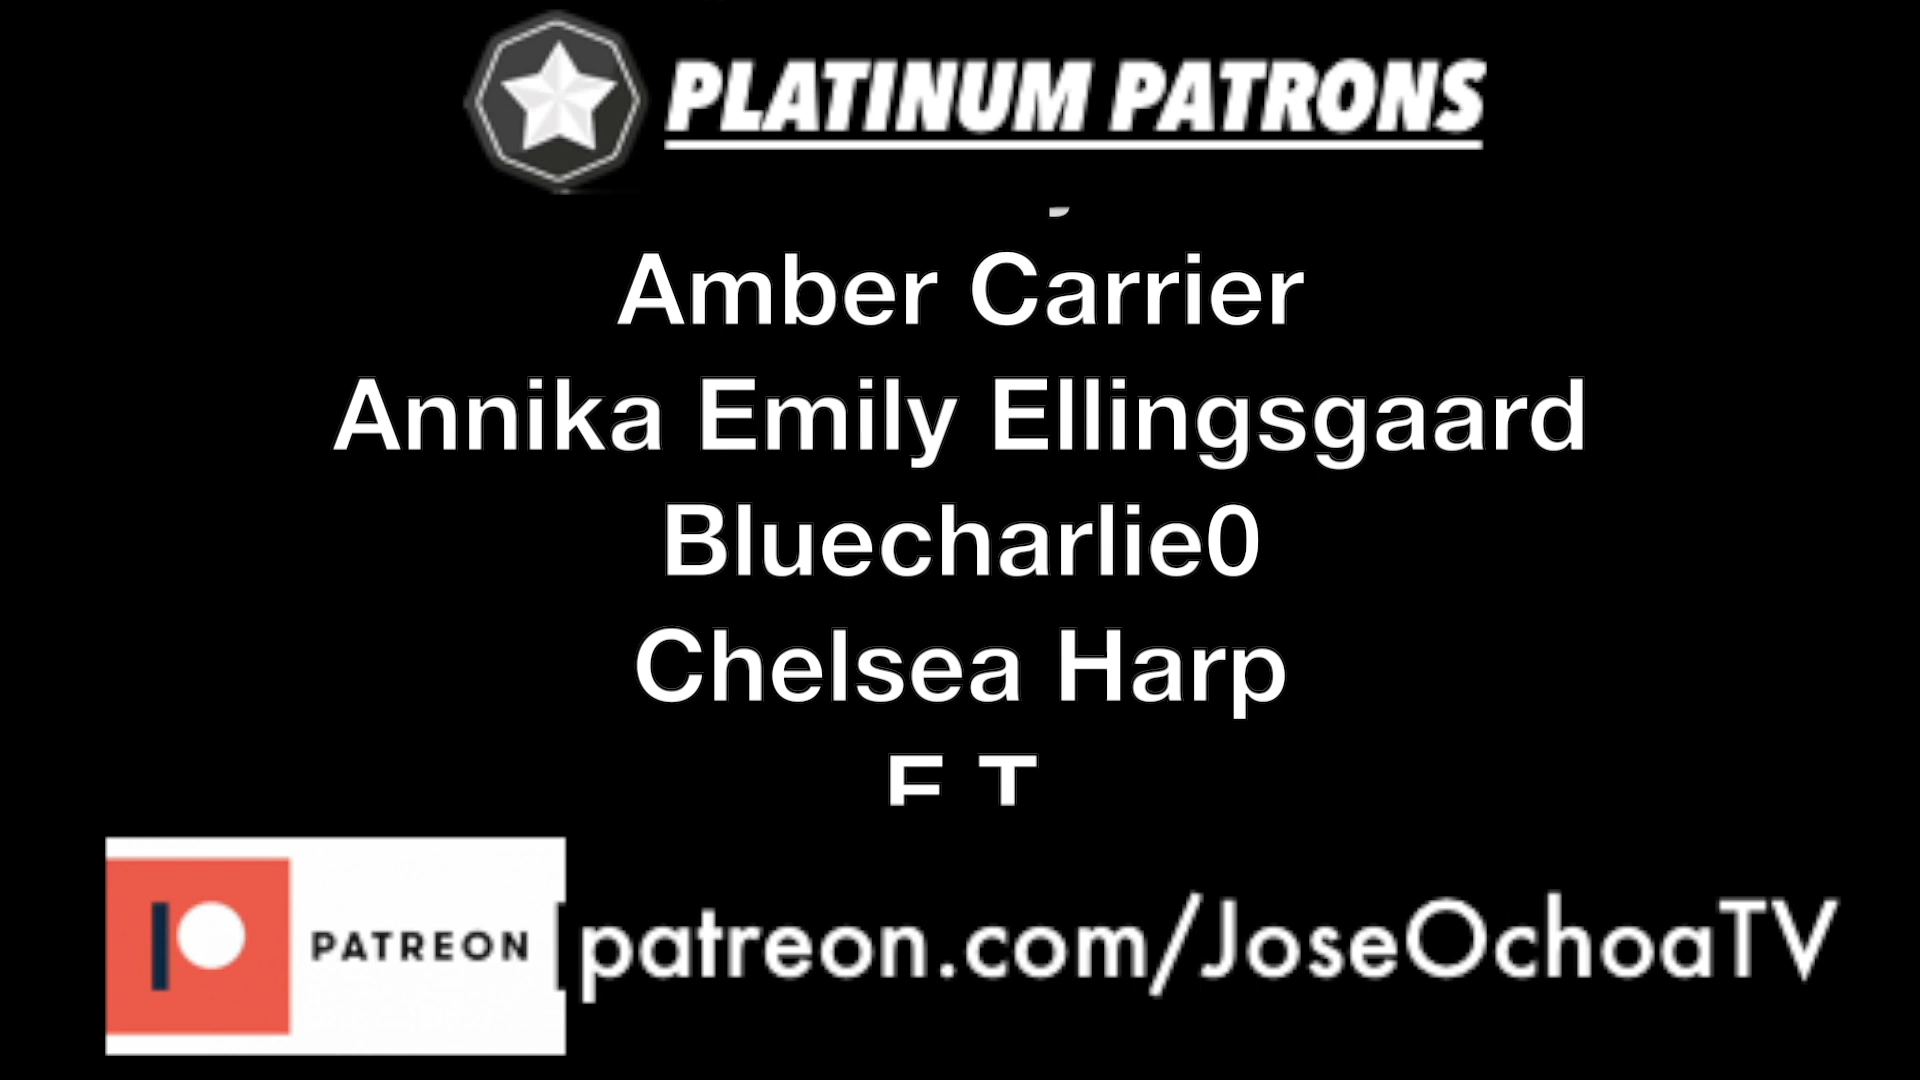 PLATINUM PATRONS
Amber Carrier
Annika Emily Ellingsgaard
Bluecharlie0
Chelsea Harp
PATREON
patreon.com/JoseOchoaTV